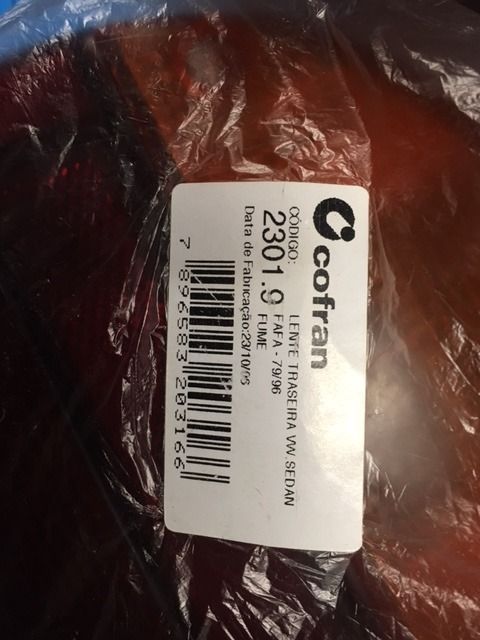 cofran
CÓDIGO: LENTE TRASEIRA VW.SEDAN
2301.9 FAFA - 79/96
FUME
Data de Fabricação:23/10/06
7 896583 203166